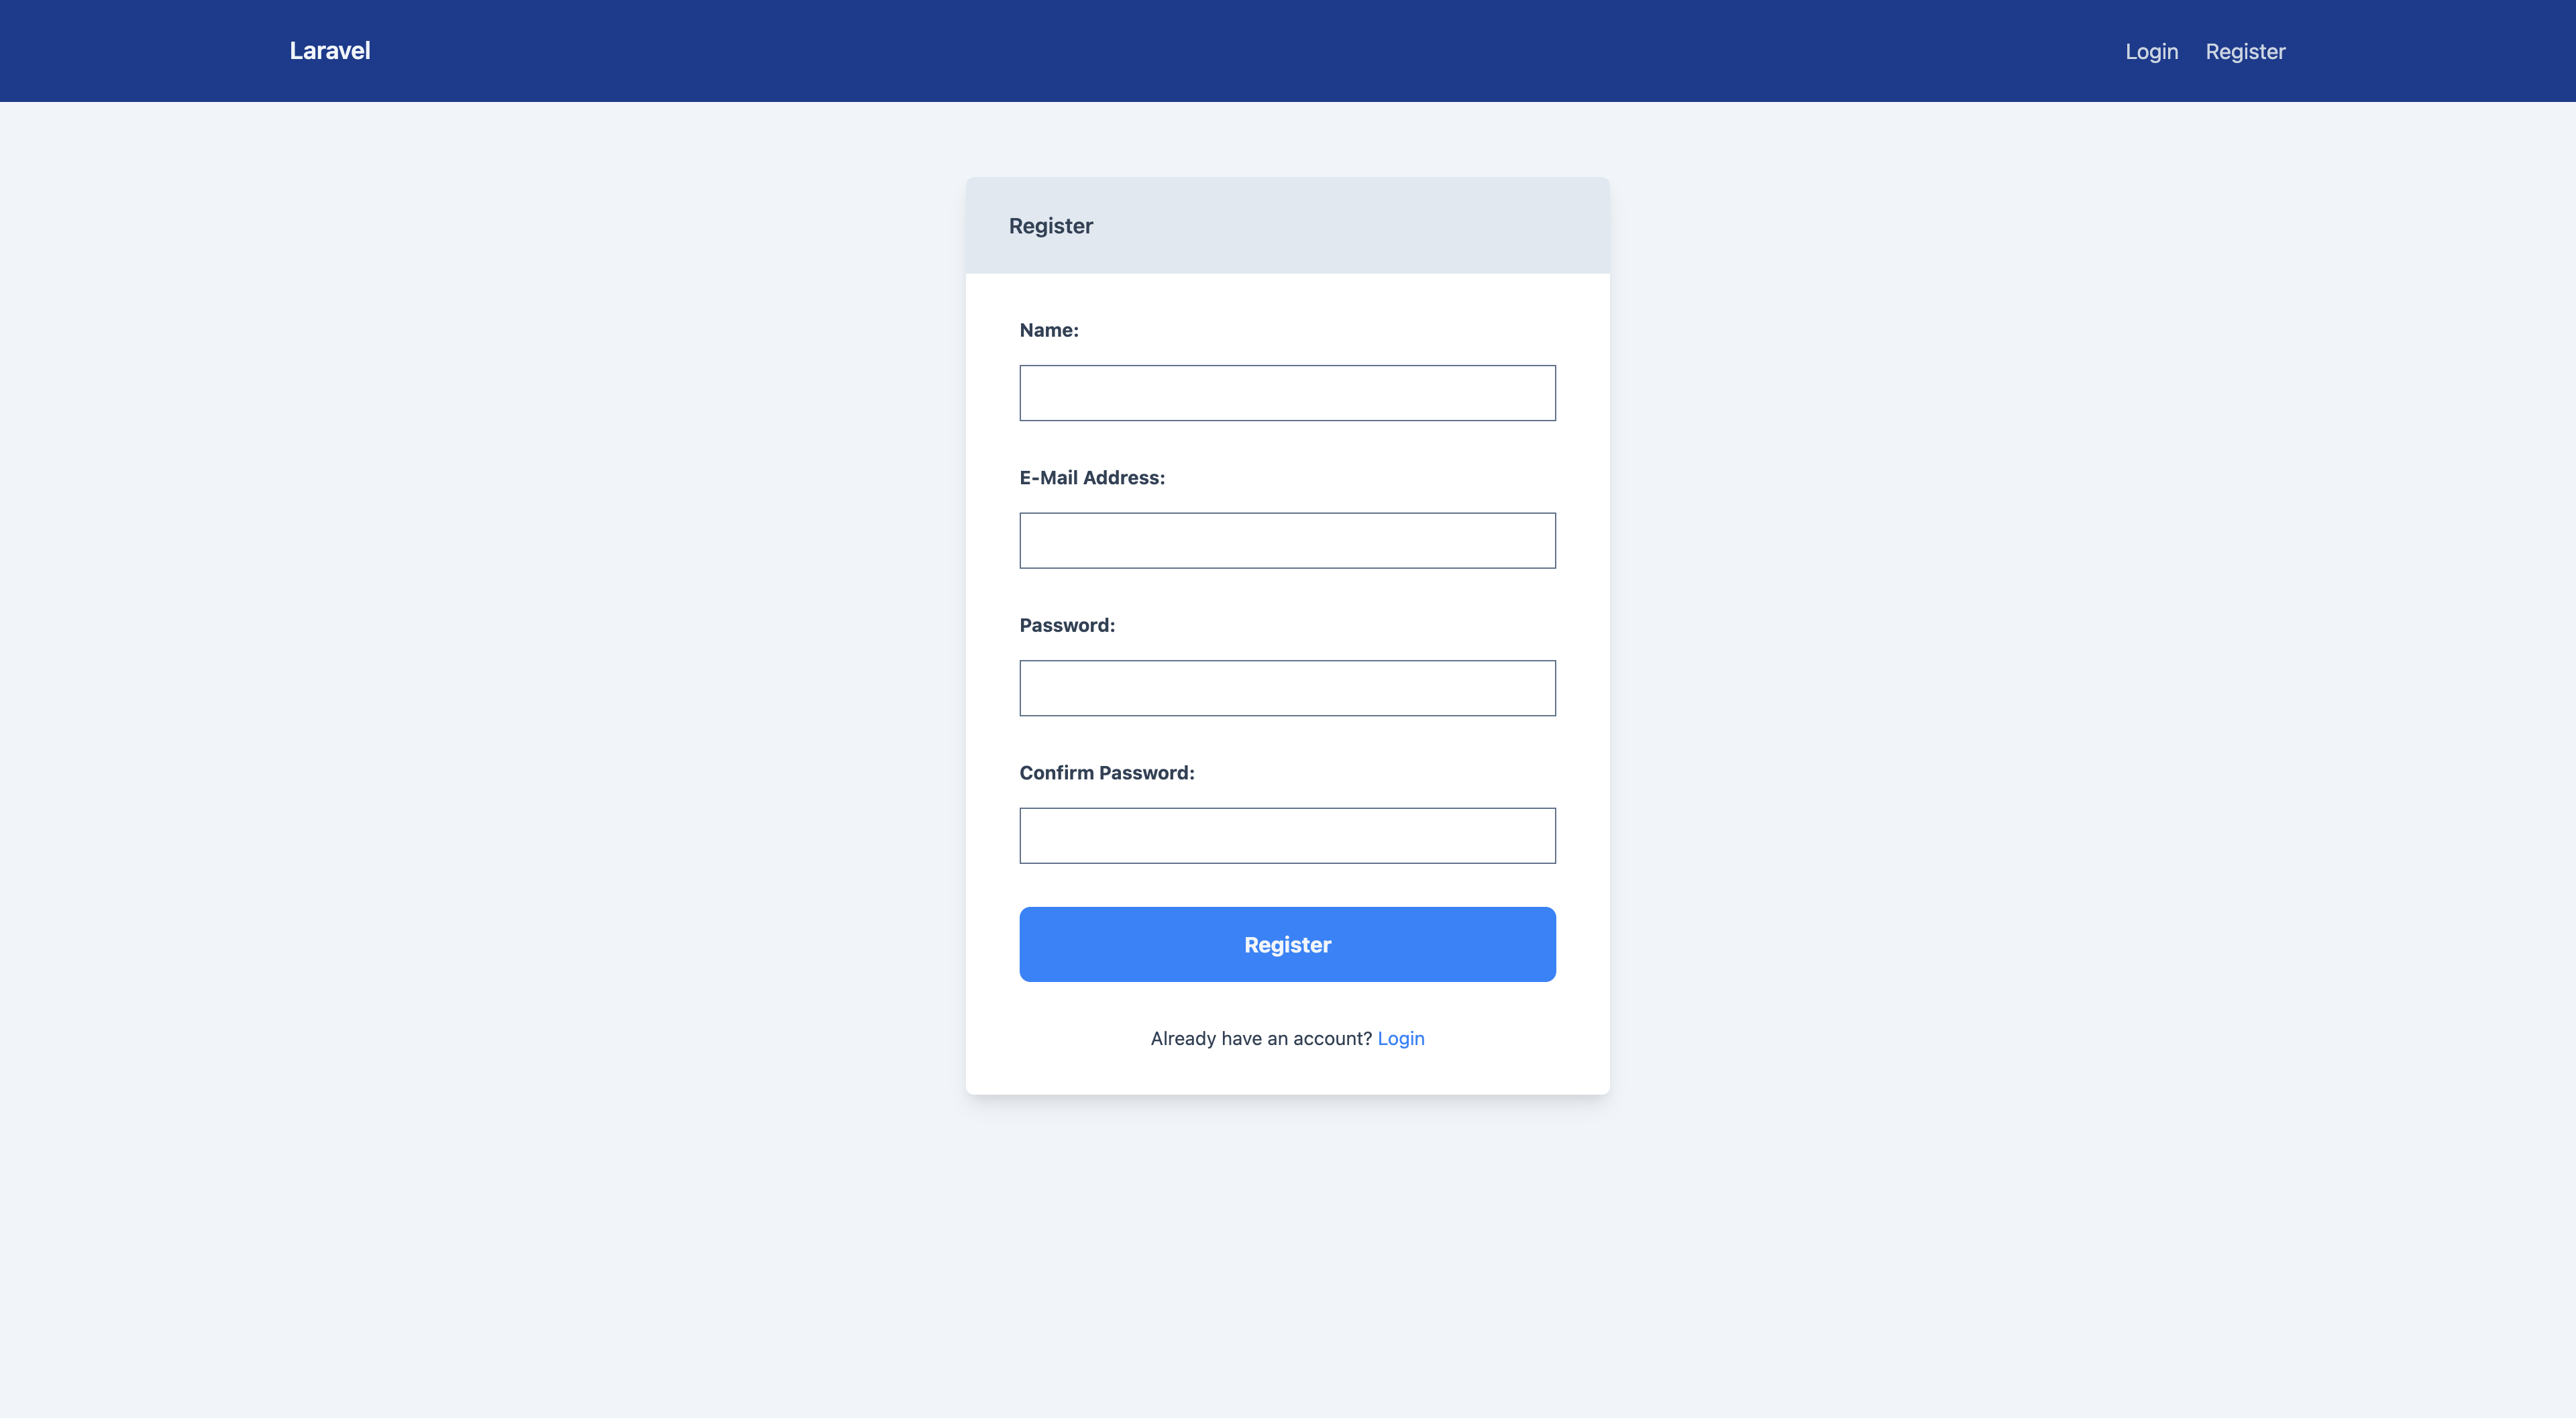 Laravel
Login Register
Register
Name:
E-Mail Address:
Password:
Confirm Password:
Register
Already have an account? Login